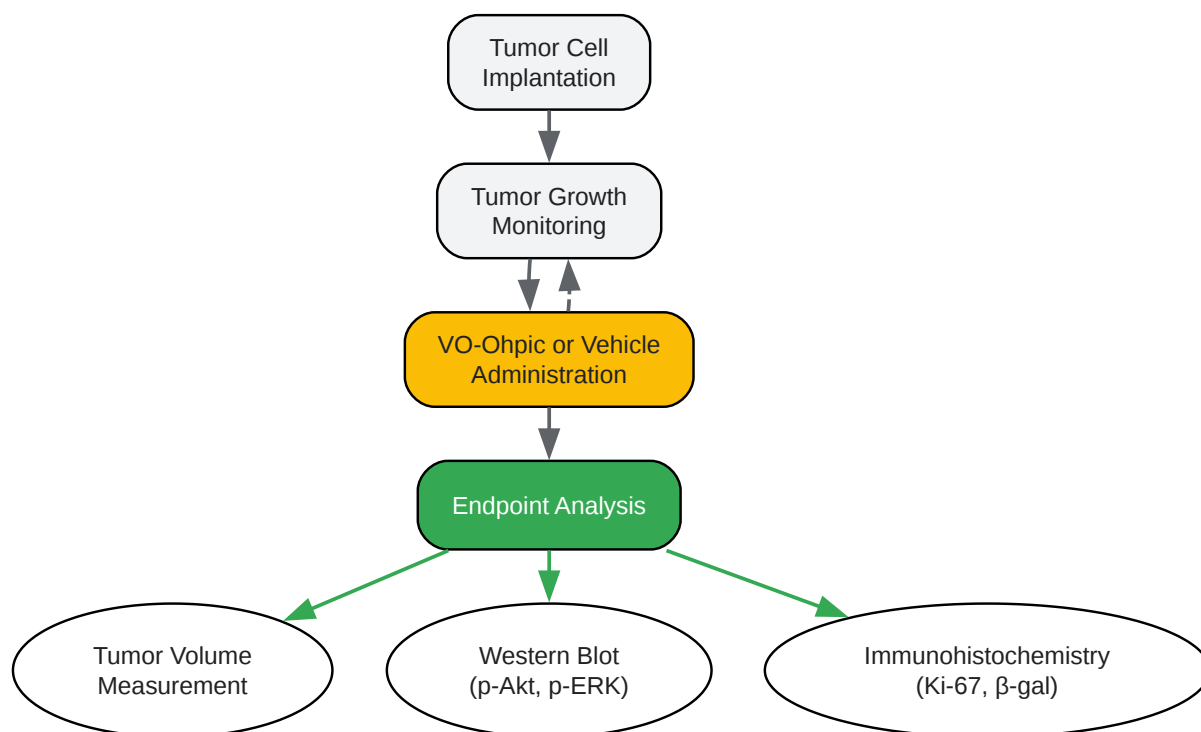 Tumor Cell
Implantation
Tumor Growth
Monitoring
VO-Ohpic or Vehicle
Administration
Endpoint Analysis
Tumor Volume
Measurement
Western Blot
(p-Akt, p-ERK)
Immunohistochemistry
(Ki-67, β-gal)